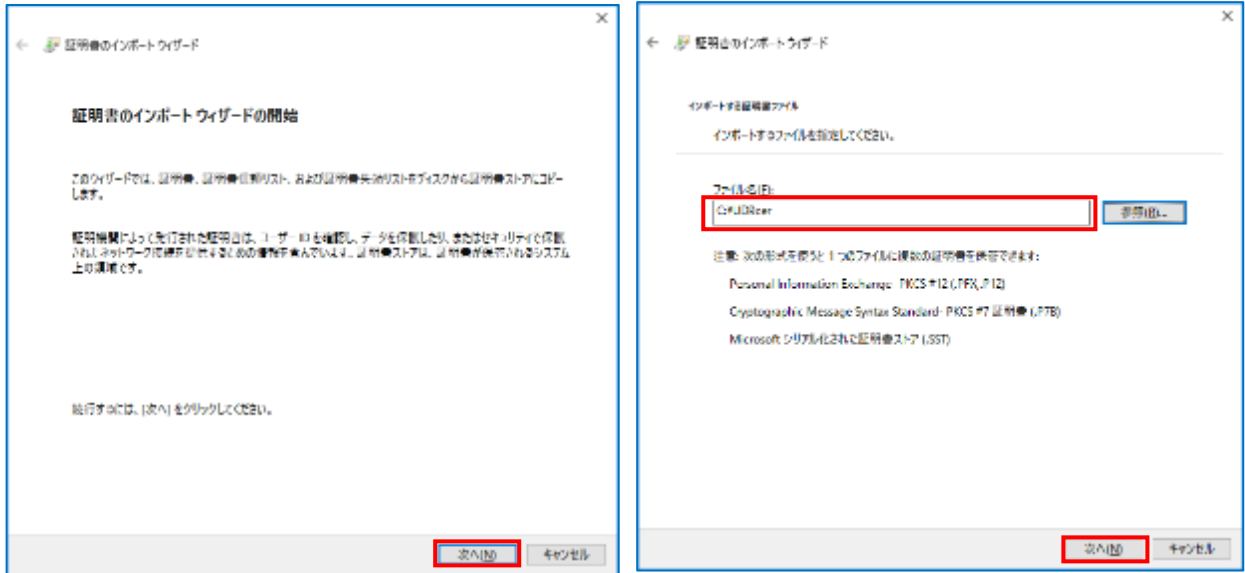 証明書のインポート ウィザード
証明書のインポート ウィザードの開始
このウィザードでは、証明書、証明書信頼リスト、および証明書失効リストをディスクから証明書ストアにコピー
します。
証明機関によって発行された証明書は、ユーザー ID を確認し、データを保護したり、またはセキュリティで保護
されたネットワーク接続を提供するための情報を含んでいます。証明書ストアは、証明書が保管されるシステム
上の領域です。
続行するには、[次へ] をクリックしてください。
次へ(N)
キャンセル
証明書のインポート ウィザード
インポートする証明書ファイル
インポートするファイルを指定してください。
ファイル名(F):
参照(R)...
注意: 次の形式を使うと 1 つのファイルに複数の証明書を保管できます:
Personal Information Exchange- PKCS #12 (.PFX,.P12)
Cryptographic Message Syntax Standard- PKCS #7 証明書 (.P7B)
Microsoft シリアル化された証明書ストア (.SST)
次へ(N)
キャンセル